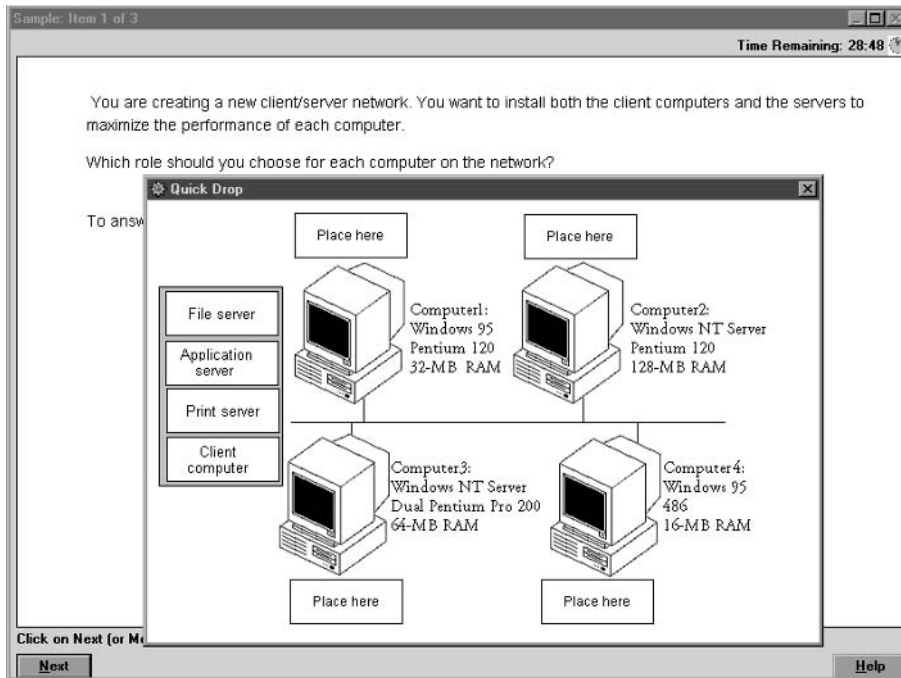 Sample: Item 1 of 3
Time Remaining: 28:48
You are creating a new client/server network. You want to install both the client computers and the servers to
maximize the performance of each computer.
Which role should you choose for each computer on the network?
To answ
Quick Drop
Place here
Place here
File server
Application
server
Print server
Client
computer
Computer1:
Windows 95
Pentium 120
32-MB RAM
Computer2:
Windows NT Server
Pentium 120
128-MB RAM
Computer3:
Windows NT Server
Dual Pentium Pro 200
64-MB RAM
Computer4:
Windows 95
486
16-MB RAM
Place here
Place here
Click on Next (or Mo
Next
Help